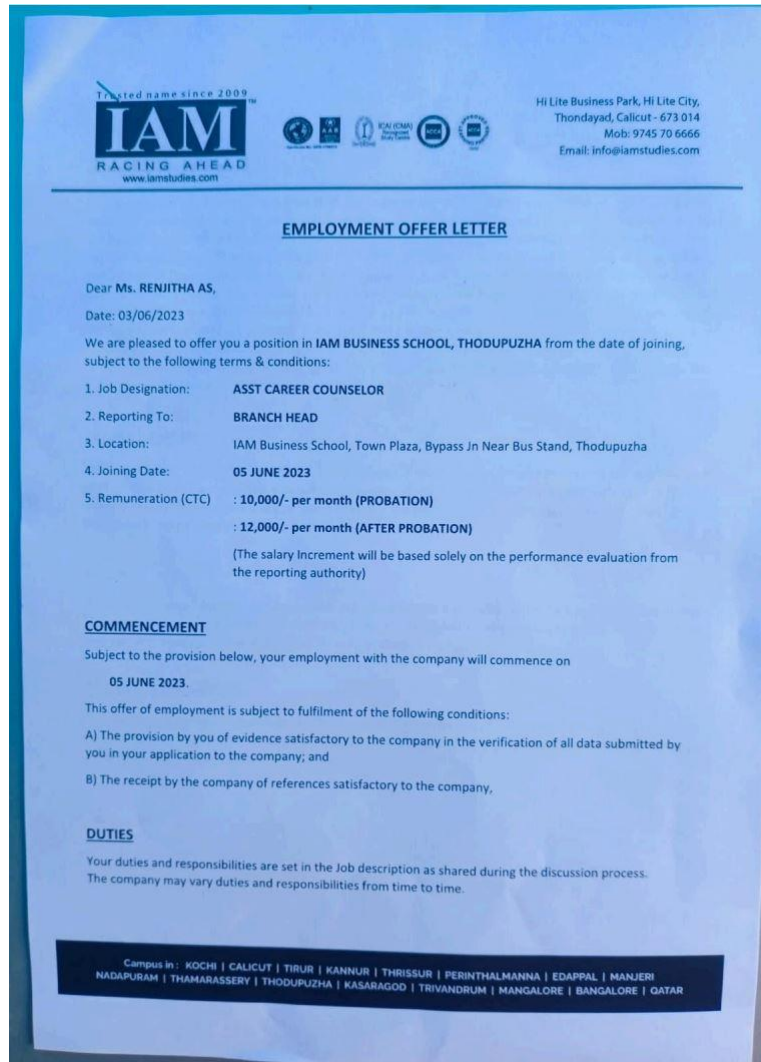 Trusted name since 2009
IAM
TM
RACING AHEAD
www.iamstudies.com
ICAI (CMA)
ACCA
Hi Lite Business Park, Hi Lite City,
Thondayad, Calicut - 673 014
Mob: 9745 70 6666
Email: info@iamstudies.com
EMPLOYMENT OFFER LETTER
Dear Ms. RENJITHA AS,
Date: 03/06/2023
We are pleased to offer you a position in IAM BUSINESS SCHOOL, THODUPUZHA from the date of joining,
subject to the following terms & conditions:
1. Job Designation: ASST CAREER COUNSELOR
2. Reporting To: BRANCH HEAD
3. Location: IAM Business School, Town Plaza, Bypass Jn Near Bus Stand, Thodupuzha
4. Joining Date: 05 JUNE 2023
5. Remuneration (CTC) : 10,000/- per month (PROBATION)
: 12,000/- per month (AFTER PROBATION)
(The salary Increment will be based solely on the performance evaluation from
the reporting authority)
COMMENCEMENT
Subject to the provision below, your employment with the company will commence on
05 JUNE 2023.
This offer of employment is subject to fulfilment of the following conditions:
A) The provision by you of evidence satisfactory to the company in the verification of all data submitted by
you in your application to the company; and
B) The receipt by the company of references satisfactory to the company,
DUTIES
Your duties and responsibilities are set in the Job description as shared during the discussion process.
The company may vary duties and responsibilities from time to time.
Campus in : KOCHI | CALICUT | TIRUR | KANNUR | THRISSUR | PERINTHALMANNA | EDAPPAL | MANJERI
NADAPURAM | THAMARASSERY | THODUPUZHA | KASARAGOD | TRIVANDRUM | MANGALORE | BANGALORE | QATAR